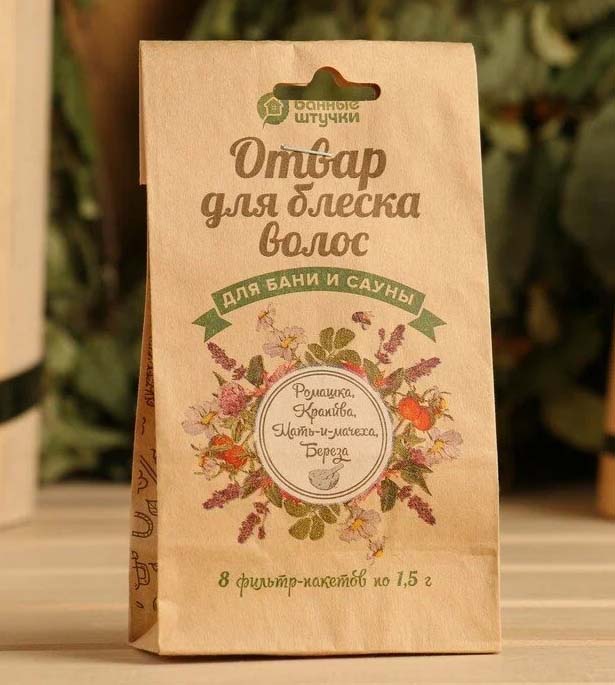 банные
штучки
Отвар
для блеска
волос
ДЛЯ БАНИ И САУНЫ
Ромашка,
Крапива,
Мать-и-мачеха,
Береза
8 фильтр-пакетов по 1,5 г